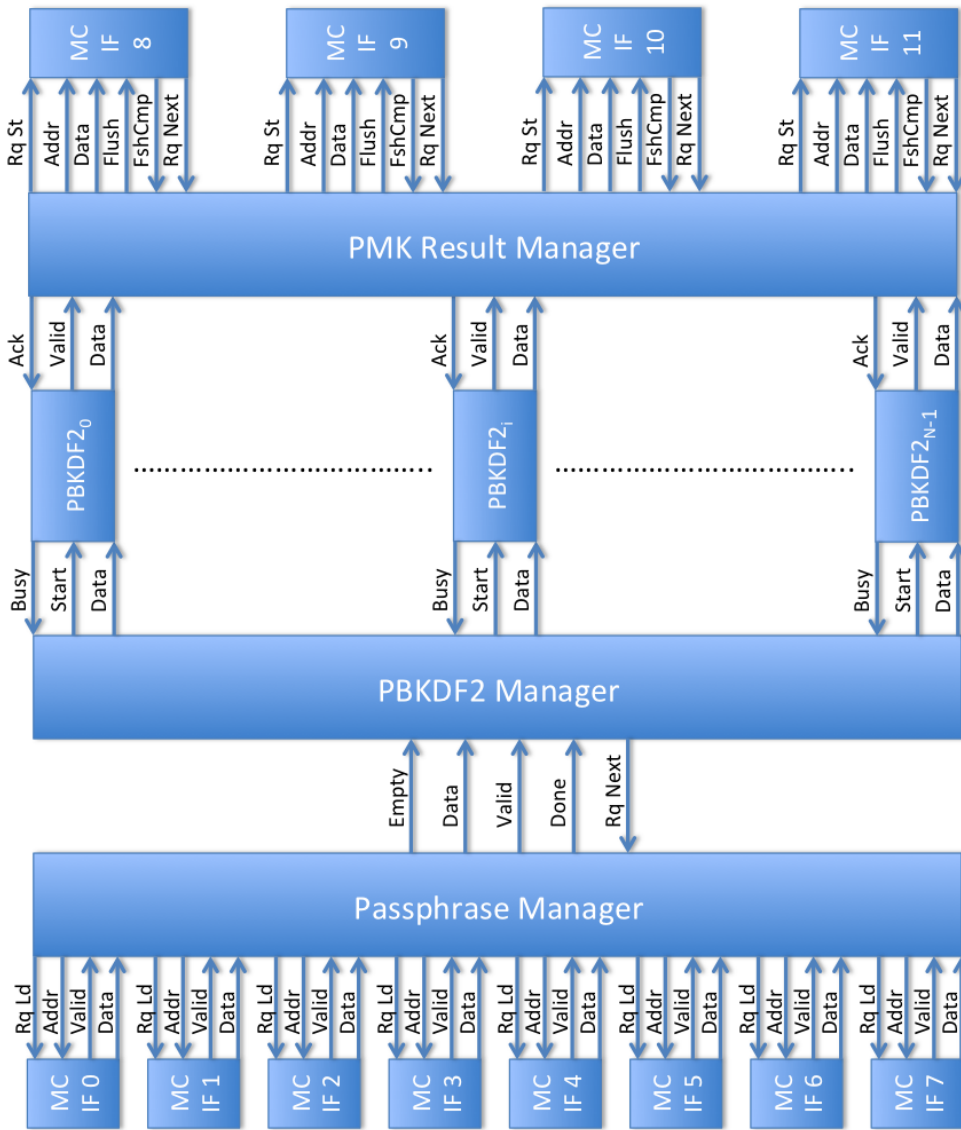 MC
IF
8
MC
IF
9
MC
IF
10
MC
IF
11
Rq St
Addr
Data
Flush
FshCmp
Rq Next
Rq St
Addr
Data
Flush
FshCmp
Rq Next
Rq St
Addr
Data
Flush
FshCmp
Rq Next
Rq St
Addr
Data
Flush
FshCmp
Rq Next
PMK Result Manager
Ack
Valid
Data
Ack
Valid
Data
Ack
Valid
Data
PBKDF2₀
PBKDF2ᵢ
PBKDF2N-1
Busy
Start
Data
Busy
Start
Data
Busy
Start
Data
PBKDF2 Manager
Empty
Data
Valid
Done
Rq Next
Passphrase Manager
Rq Ld
Addr
Valid
Data
Rq Ld
Addr
Valid
Data
Rq Ld
Addr
Valid
Data
Rq Ld
Addr
Valid
Data
Rq Ld
Addr
Valid
Data
Rq Ld
Addr
Valid
Data
Rq Ld
Addr
Valid
Data
Rq Ld
Addr
Valid
Data
MC
IF 0
MC
IF 1
MC
IF 2
MC
IF 3
MC
IF 4
MC
IF 5
MC
IF 6
MC
IF 7